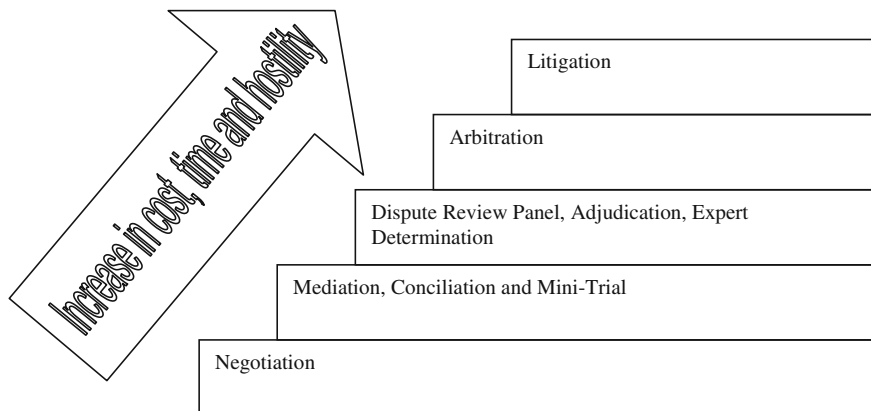 Increase in cost, time and hostility
Litigation
Arbitration
Dispute Review Panel, Adjudication, Expert
Determination
Mediation, Conciliation and Mini-Trial
Negotiation